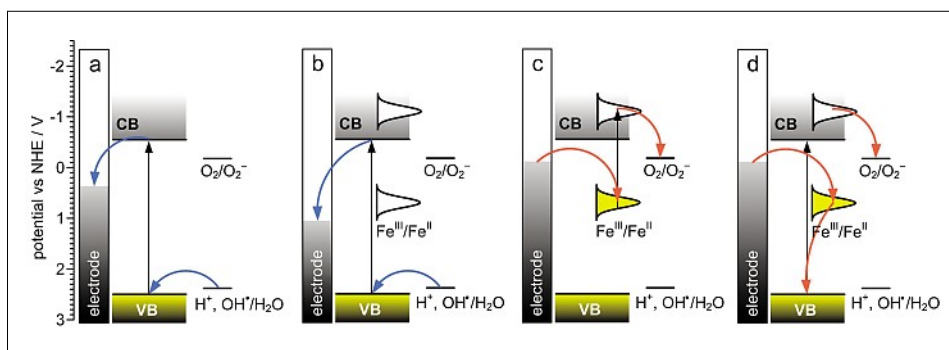 potential vs NHE / V
-2
-1
0
1
2
3
a
CB
O₂/O₂⁻
electrode
VB
H⁺, OH•/H₂O
b
CB
O₂/O₂⁻
Feᴵᴵᴵ/Feᴵᴵ
electrode
VB
H⁺, OH•/H₂O
c
CB
O₂/O₂⁻
Feᴵᴵᴵ/Feᴵᴵ
electrode
VB
H⁺, OH•/H₂O
d
CB
O₂/O₂⁻
Feᴵᴵᴵ/Feᴵᴵ
electrode
VB
H⁺, OH•/H₂O